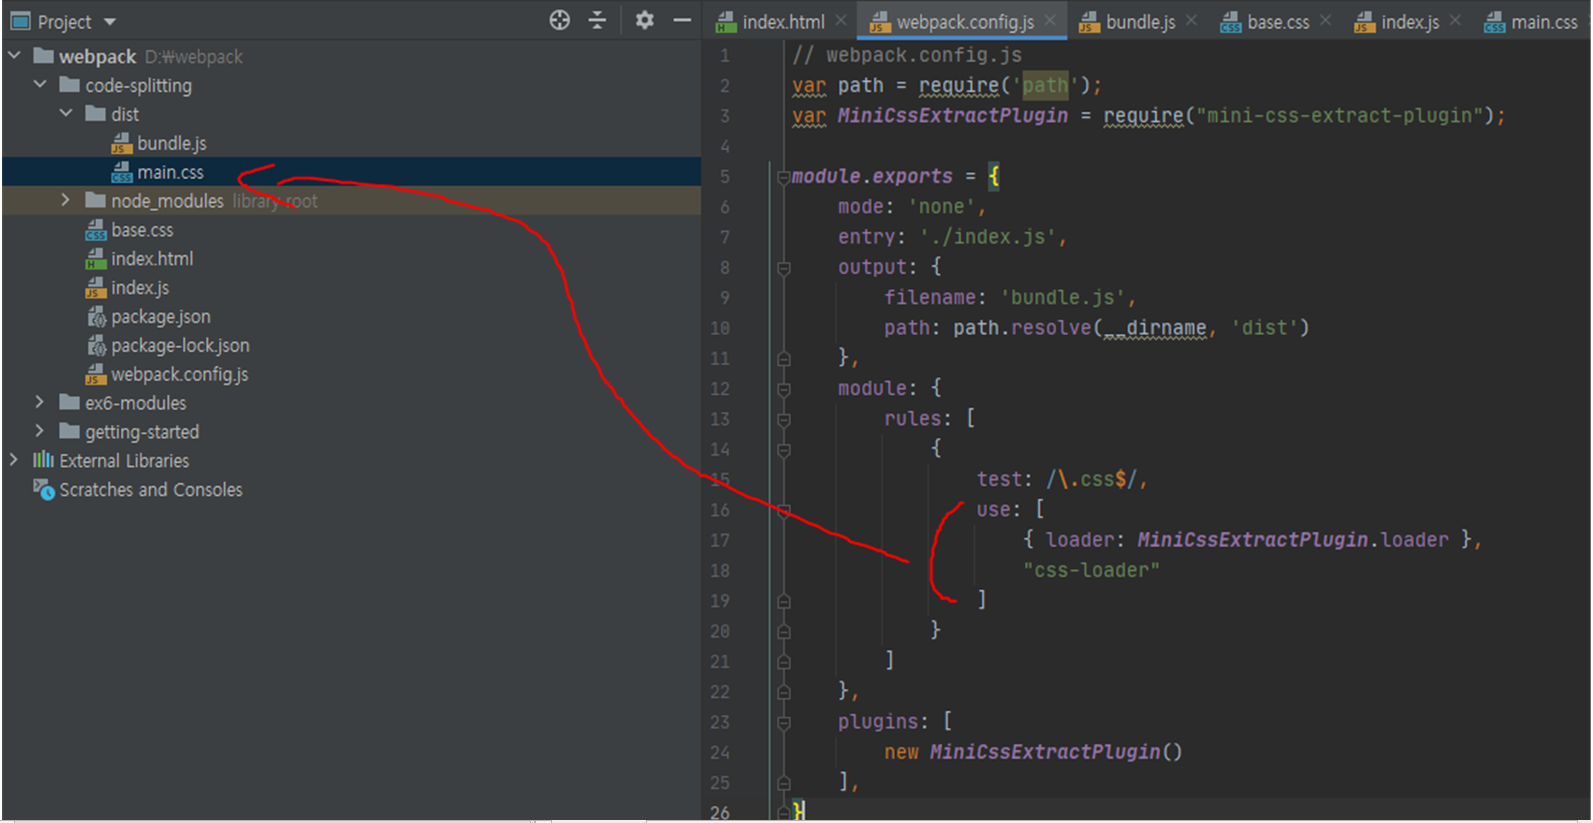 Project
webpack D:\webpack
code-splitting
dist
bundle.js
main.css
node_modules library root
base.css
index.html
index.js
package.json
package-lock.json
webpack.config.js
ex6-modules
getting-started
External Libraries
Scratches and Consoles
index.html webpack.config.js bundle.js base.css index.js main.css
1 // webpack.config.js
2 var path = require('path');
3 var MiniCssExtractPlugin = require("mini-css-extract-plugin");
4
5 module.exports = {
6 mode: 'none',
7 entry: './index.js',
8 output: {
9 filename: 'bundle.js',
10 path: path.resolve(__dirname, 'dist')
11 },
12 module: {
13 rules: [
14 {
15 test: /\.css$/,
16 use: [
17 { loader: MiniCssExtractPlugin.loader },
18 "css-loader"
19 ]
20 }
21 ]
22 },
23 plugins: [
24 new MiniCssExtractPlugin()
25 ],
26 }